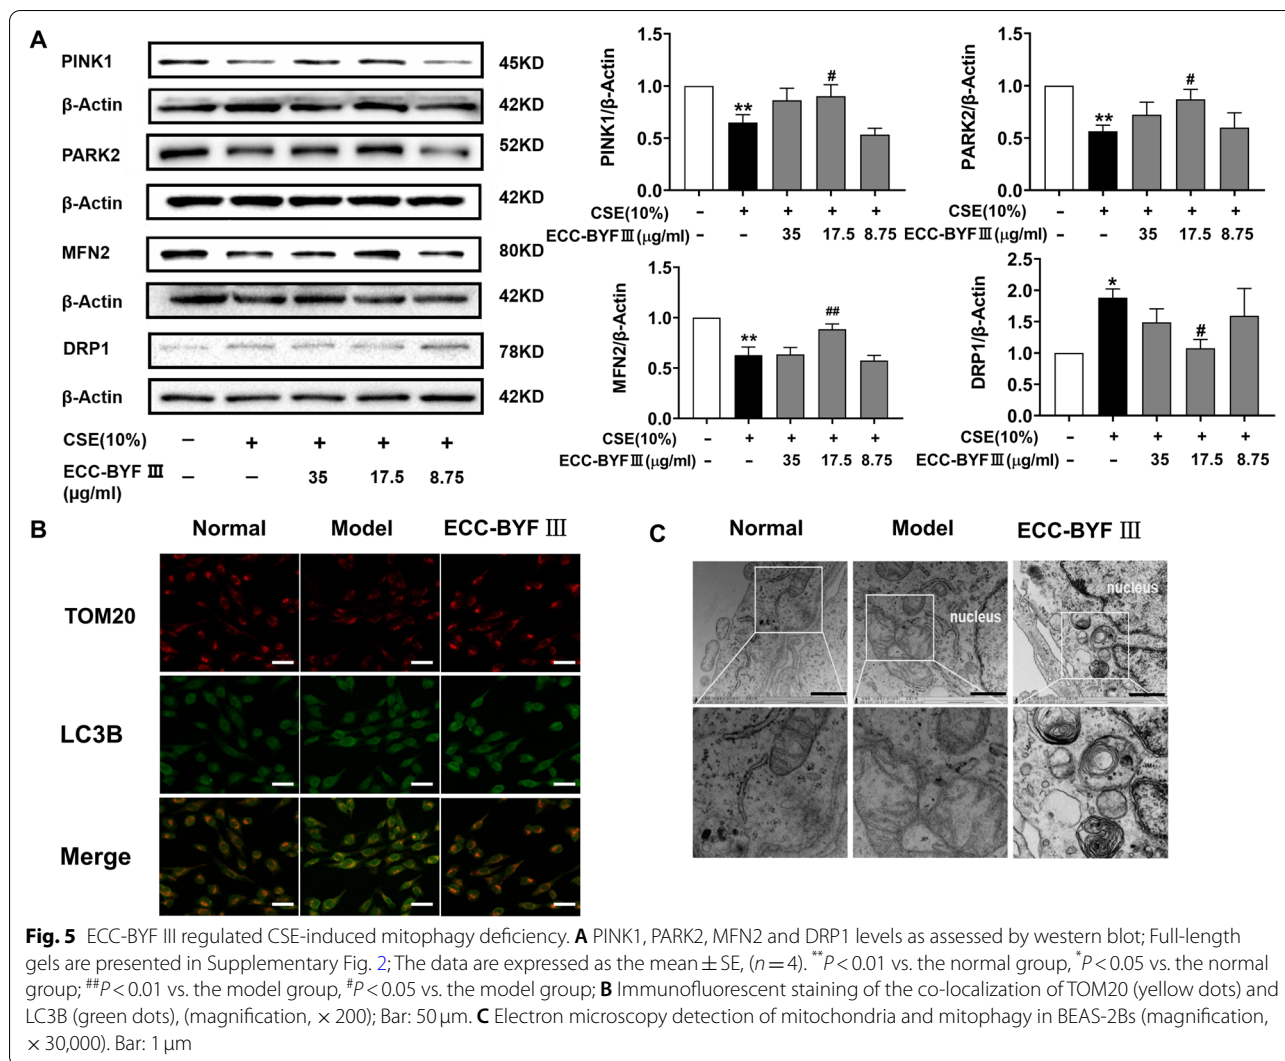 A
PINK1
45KD
β-Actin
42KD
PARK2
52KD
β-Actin
42KD
MFN2
80KD
β-Actin
42KD
DRP1
78KD
β-Actin
42KD
CSE(10%) – + + + +
ECC-BYF Ⅲ
(μg/ml) – – 35 17.5 8.75
PINK1/β-Actin
1.5
1.0
0.5
0.0
**
#
CSE(10%) – + + + +
ECC-BYFⅢ(μg/ml) – – 35 17.5 8.75
PARK2/β-Actin
1.5
1.0
0.5
0.0
**
#
CSE(10%) – + + + +
ECC-BYFⅢ(μg/ml) – – 35 17.5 8.75
MFN2/β-Actin
1.5
1.0
0.5
0.0
**
##
CSE(10%) – + + + +
ECC-BYFⅢ(μg/ml) – – 35 17.5 8.75
DRP1/β-Actin
2.5
2.0
1.5
1.0
0.5
0.0
*
#
CSE(10%) – + + + +
ECC-BYFⅢ(μg/ml) – – 35 17.5 8.75
B
Normal Model ECC-BYF Ⅲ
TOM20
LC3B
Merge
C
Normal Model ECC-BYF Ⅲ
nucleus
nucleus
Fig. 5 ECC-BYF III regulated CSE-induced mitophagy deficiency. A PINK1, PARK2, MFN2 and DRP1 levels as assessed by western blot; Full-length
gels are presented in Supplementary Fig. 2; The data are expressed as the mean ± SE, (n = 4). **P < 0.01 vs. the normal group, *P < 0.05 vs. the normal
group; ##P < 0.01 vs. the model group, #P < 0.05 vs. the model group; B Immunofluorescent staining of the co-localization of TOM20 (yellow dots) and
LC3B (green dots), (magnification, × 200); Bar: 50 μm. C Electron microscopy detection of mitochondria and mitophagy in BEAS-2Bs (magnification,
× 30,000). Bar: 1 μm